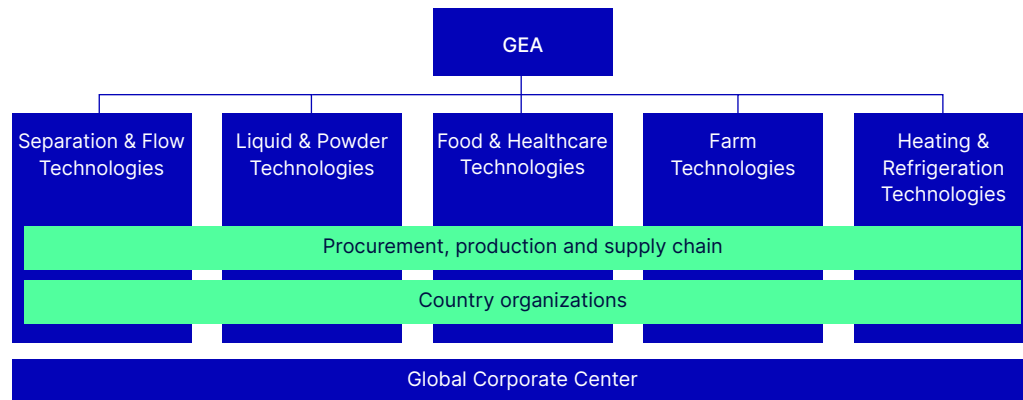 GEA
Separation & Flow
Technologies
Liquid & Powder
Technologies
Food & Healthcare
Technologies
Farm
Technologies
Heating &
Refrigeration
Technologies
Procurement, production and supply chain
Country organizations
Global Corporate Center